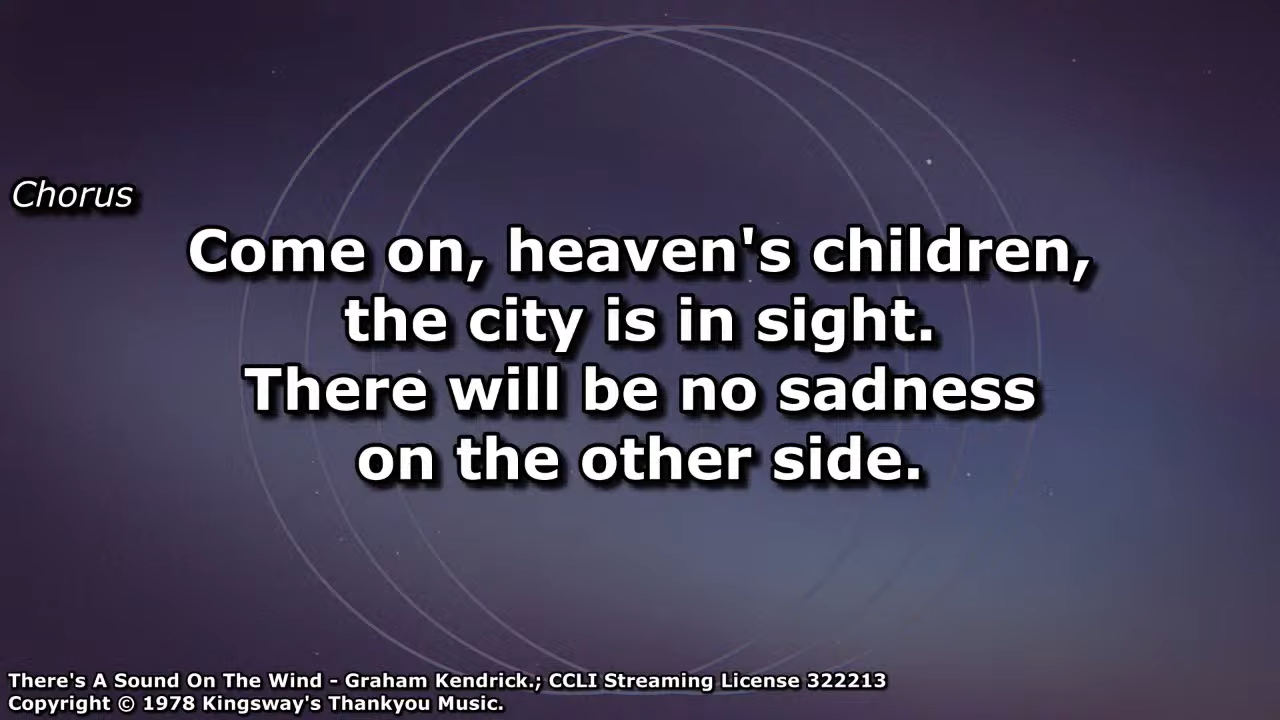 Chorus
Come on, heaven's children,
the city is in sight.
There will be no sadness
on the other side.
There's A Sound On The Wind - Graham Kendrick.; CCLI Streaming License 322213
Copyright © 1978 Kingsway's Thankyou Music.